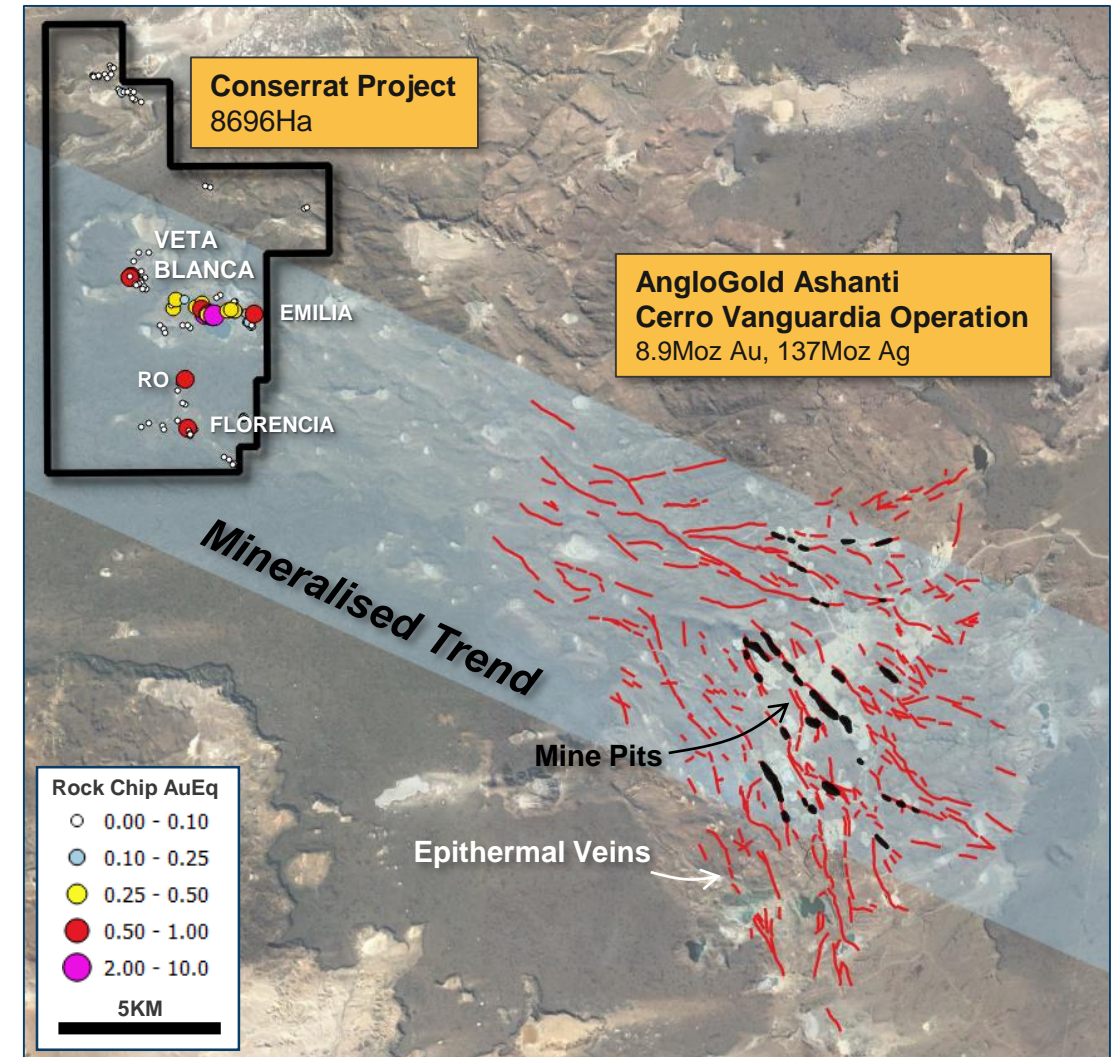 Conserrat Project
8696Ha
VETA
BLANCA
EMILIA
RO
FLORENCIA
AngloGold Ashanti
Cerro Vanguardia Operation
8.9Moz Au, 137Moz Ag
Mineralised Trend
Mine Pits
Epithermal Veins
Rock Chip AuEq
0.00 - 0.10
0.10 - 0.25
0.25 - 0.50
0.50 - 1.00
2.00 - 10.0
5KM